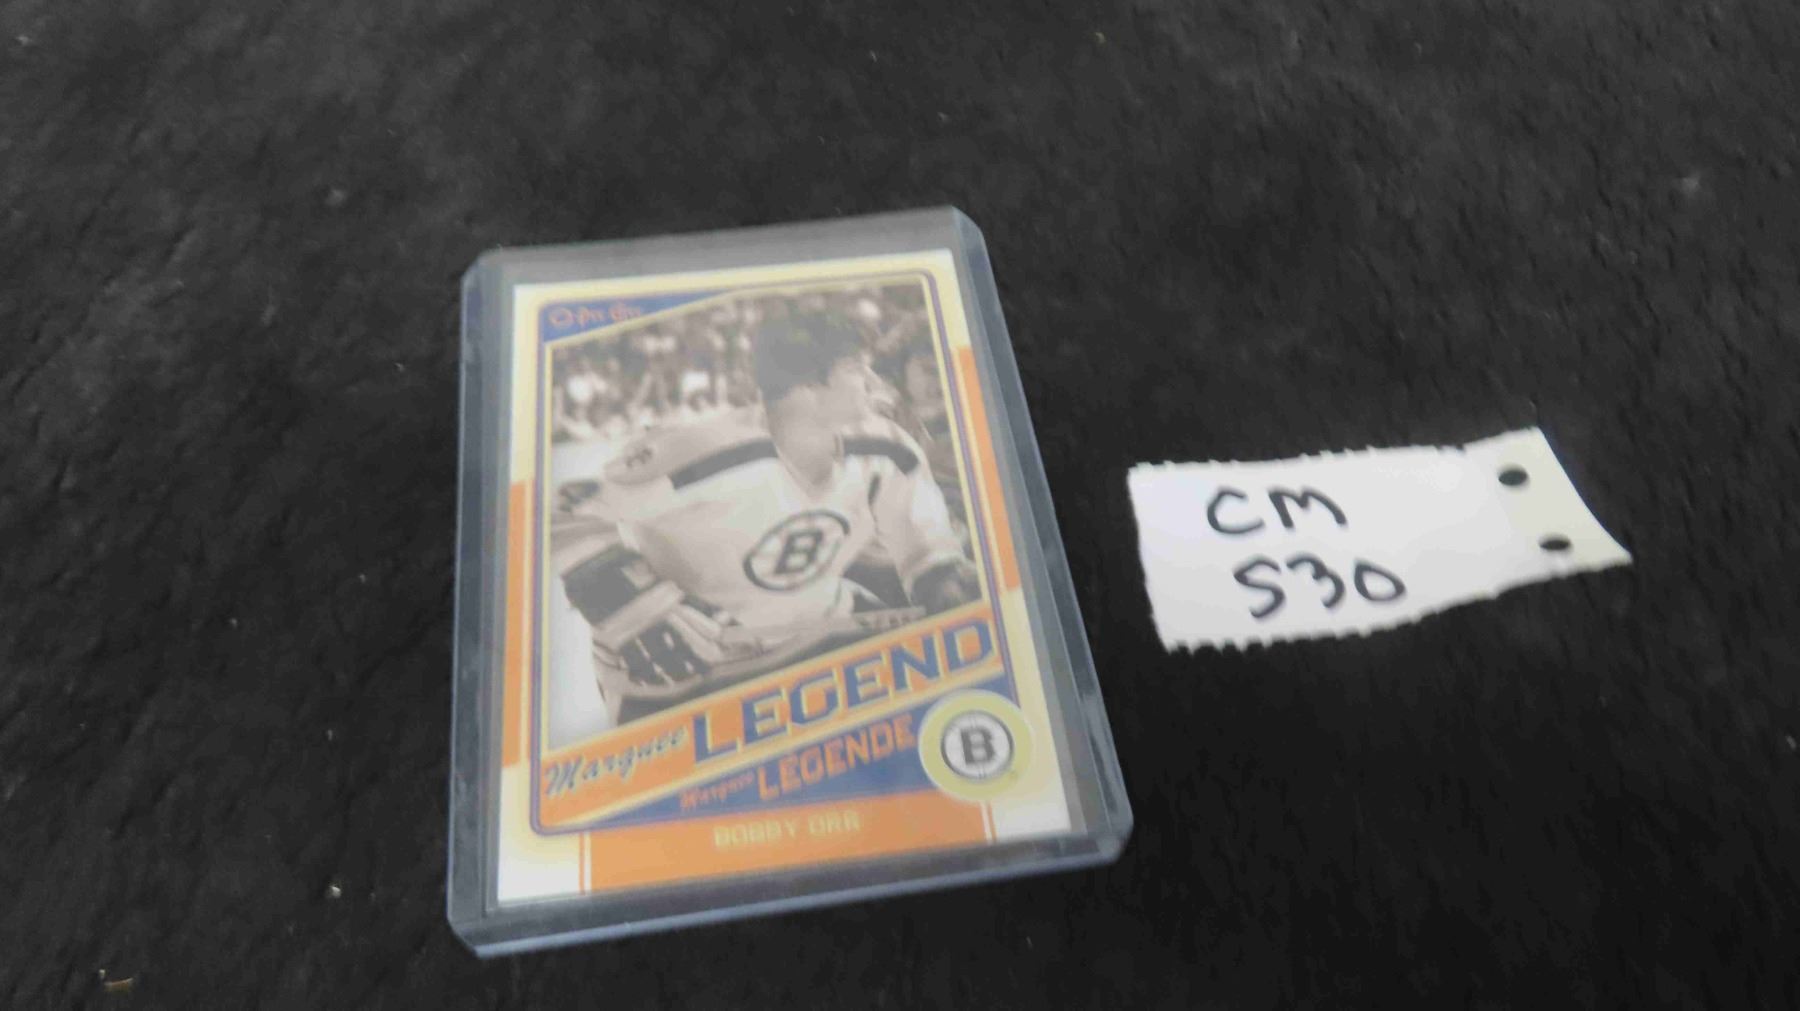 O-Pee-Chee
B
Marquee LEGEND
Marquee LEGENDE
B
BOBBY ORR
CM
530